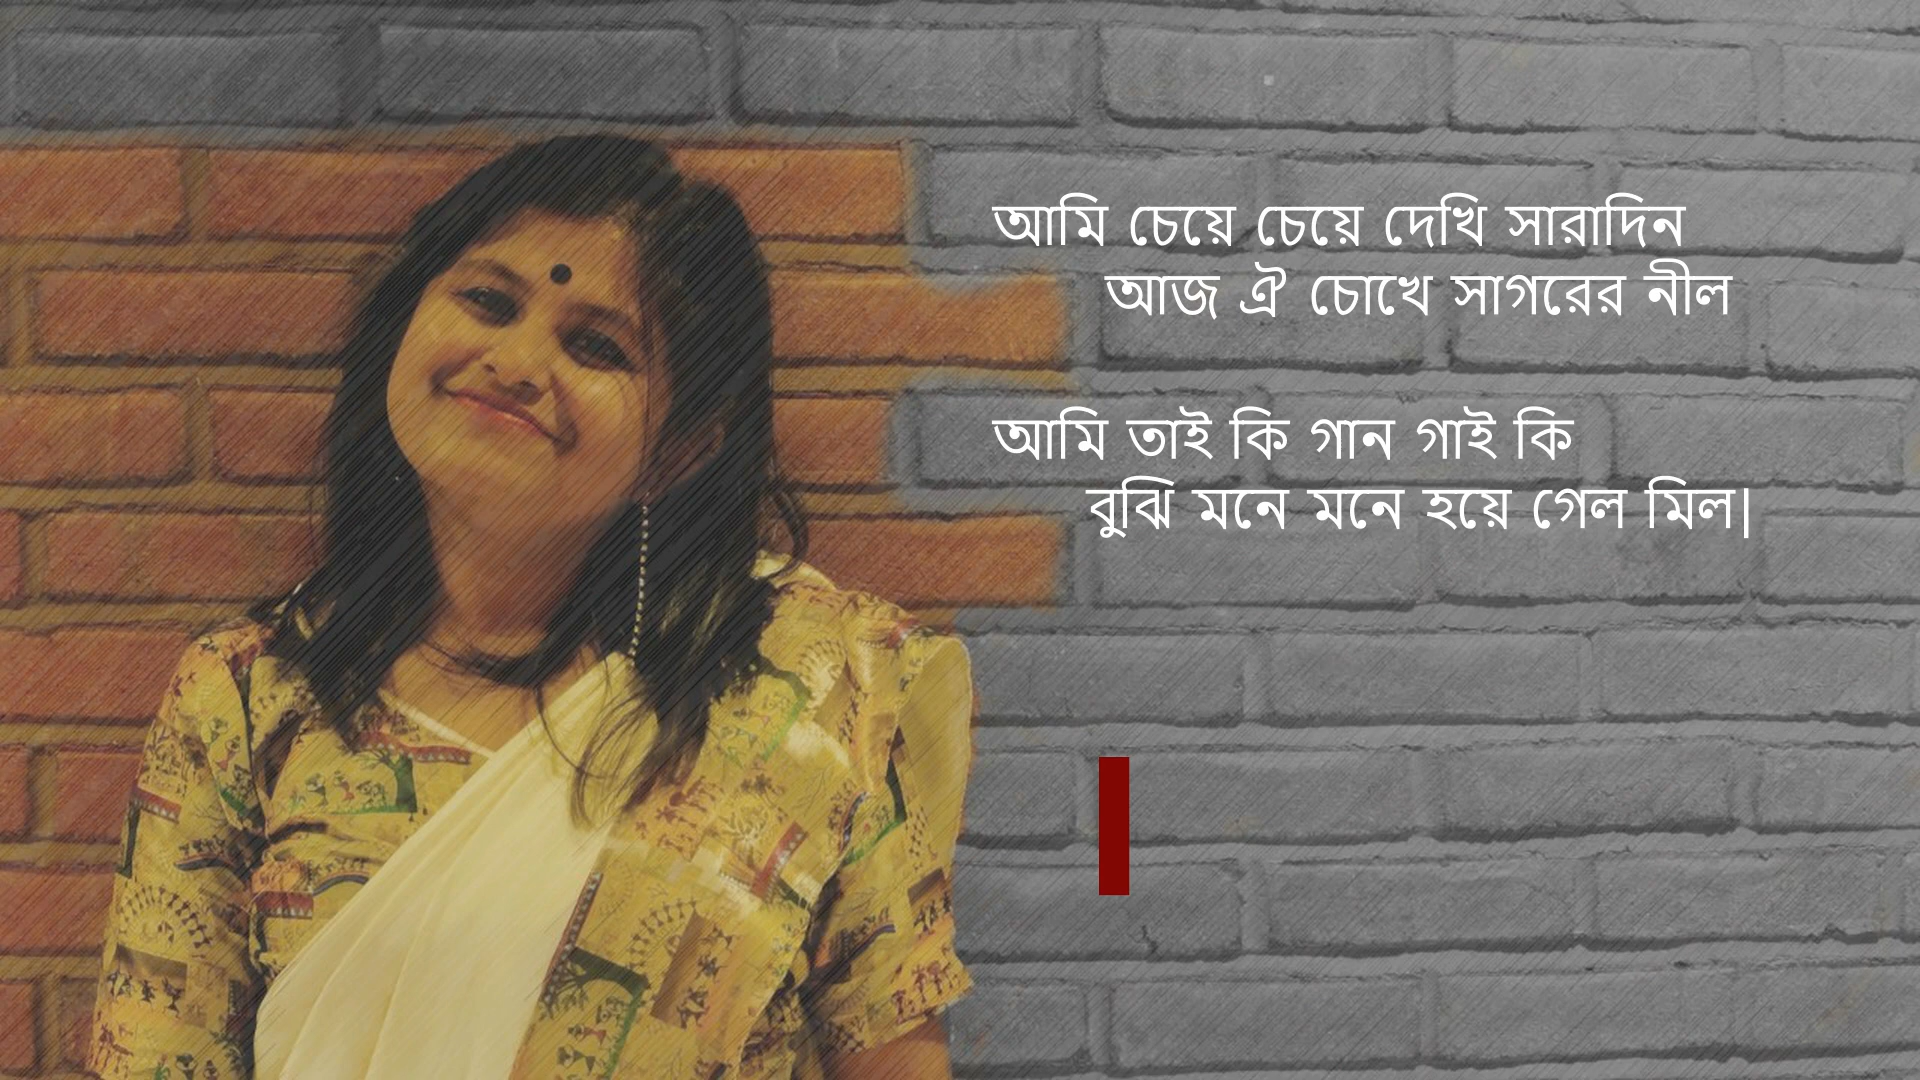 আমি চেয়ে চেয়ে দেখি সারাদিন
আজ ঐ চোখে সাগরের নীল
আমি তাই কি গান গাই কি
বুঝি মনে মনে হয়ে গেল মিল|